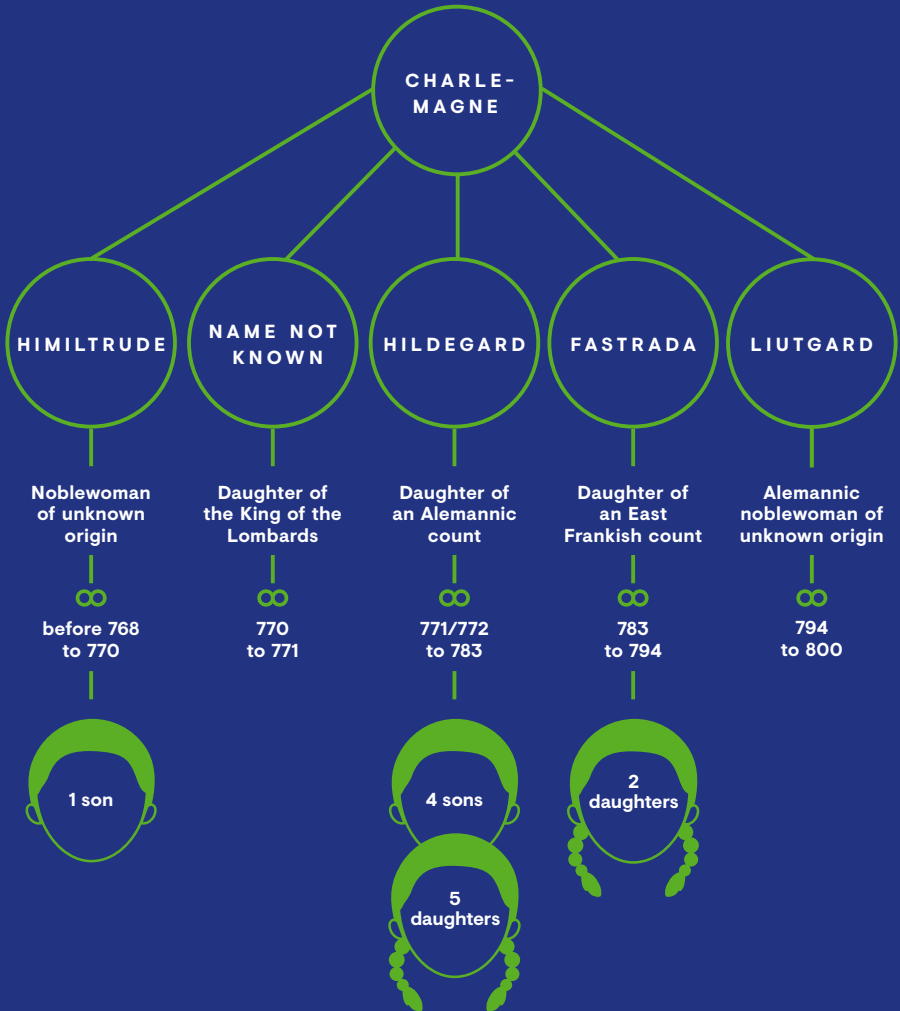 CHARLE-
MAGNE
HIMILTRUDE
NAME NOT
KNOWN
HILDEGARD
FASTRADA
LIUTGARD
Noblewoman
of unknown
origin
Daughter of
the King of the
Lombards
Daughter of
an Alemannic
count
Daughter of
an East
Frankish count
Alemannic
noblewoman of
unknown origin
before 768
to 770
770
to 771
771/772
to 783
783
to 794
794
to 800
1 son
4 sons
5
daughters
2
daughters